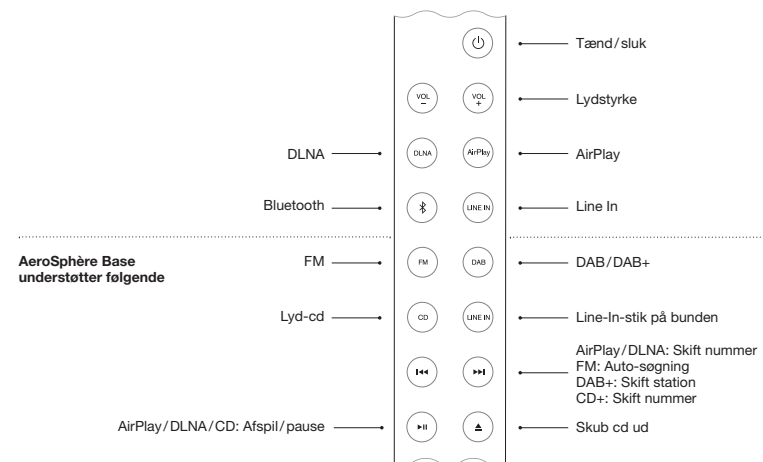 Tænd/sluk
VOL
–
VOL
+
Lydstyrke
DLNA
DLNA
AirPlay
AirPlay
Bluetooth
LINE IN
Line In
AeroSphère Base
understøtter følgende
FM
FM
DAB
DAB/DAB+
Lyd-cd
CD
LINE IN
Line-In-stik på bunden
AirPlay/DLNA: Skift nummer
FM: Auto-søgning
DAB+: Skift station
CD+: Skift nummer
AirPlay/DLNA/CD: Afspil/pause
Skub cd ud